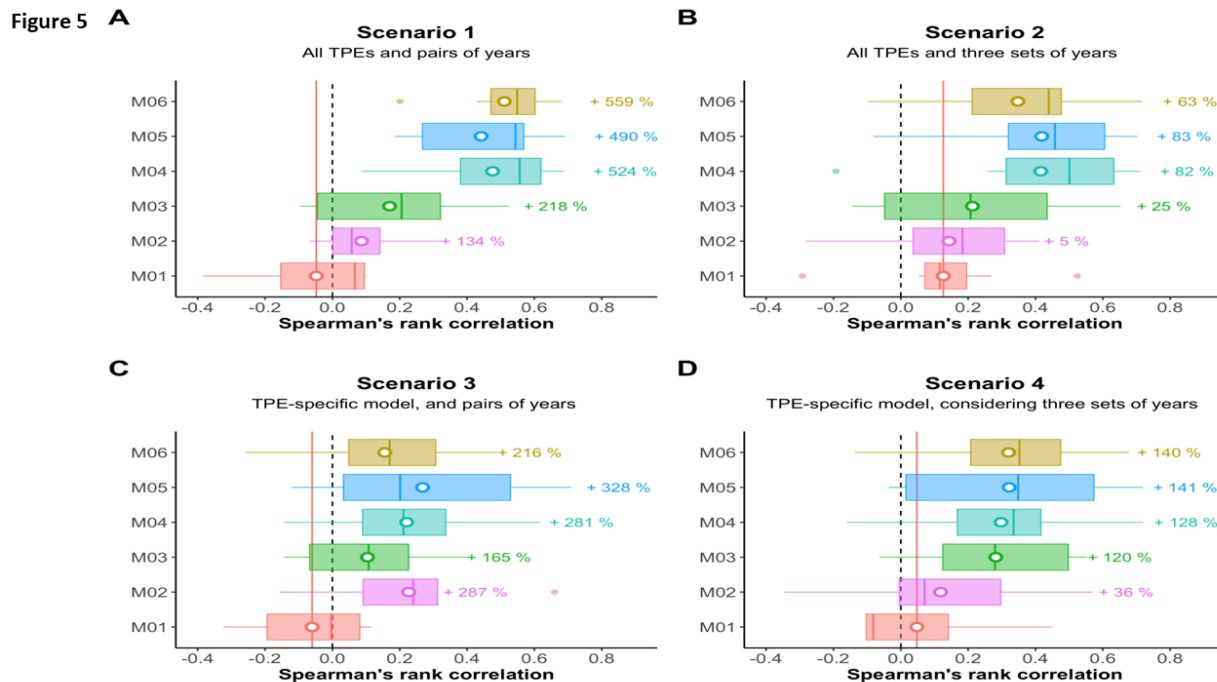 Figure 5
A
Scenario 1
All TPEs and pairs of years
M06
M05
M04
M03
M02
M01
+ 559 %
+ 490 %
+ 524 %
+ 218 %
+ 134 %
-0.4 -0.2 0.0 0.2 0.4 0.6 0.8
Spearman's rank correlation
B
Scenario 2
All TPEs and three sets of years
M06
M05
M04
M03
M02
M01
+ 63 %
+ 83 %
+ 82 %
+ 25 %
+ 5 %
-0.4 -0.2 0.0 0.2 0.4 0.6 0.8
Spearman's rank correlation
C
Scenario 3
TPE-specific model, and pairs of years
M06
M05
M04
M03
M02
M01
+ 216 %
+ 328 %
+ 281 %
+ 165 %
+ 287 %
-0.4 -0.2 0.0 0.2 0.4 0.6 0.8
Spearman's rank correlation
D
Scenario 4
TPE-specific model, considering three sets of years
M06
M05
M04
M03
M02
M01
+ 140 %
+ 141 %
+ 128 %
+ 120 %
+ 36 %
-0.4 -0.2 0.0 0.2 0.4 0.6 0.8
Spearman's rank correlation